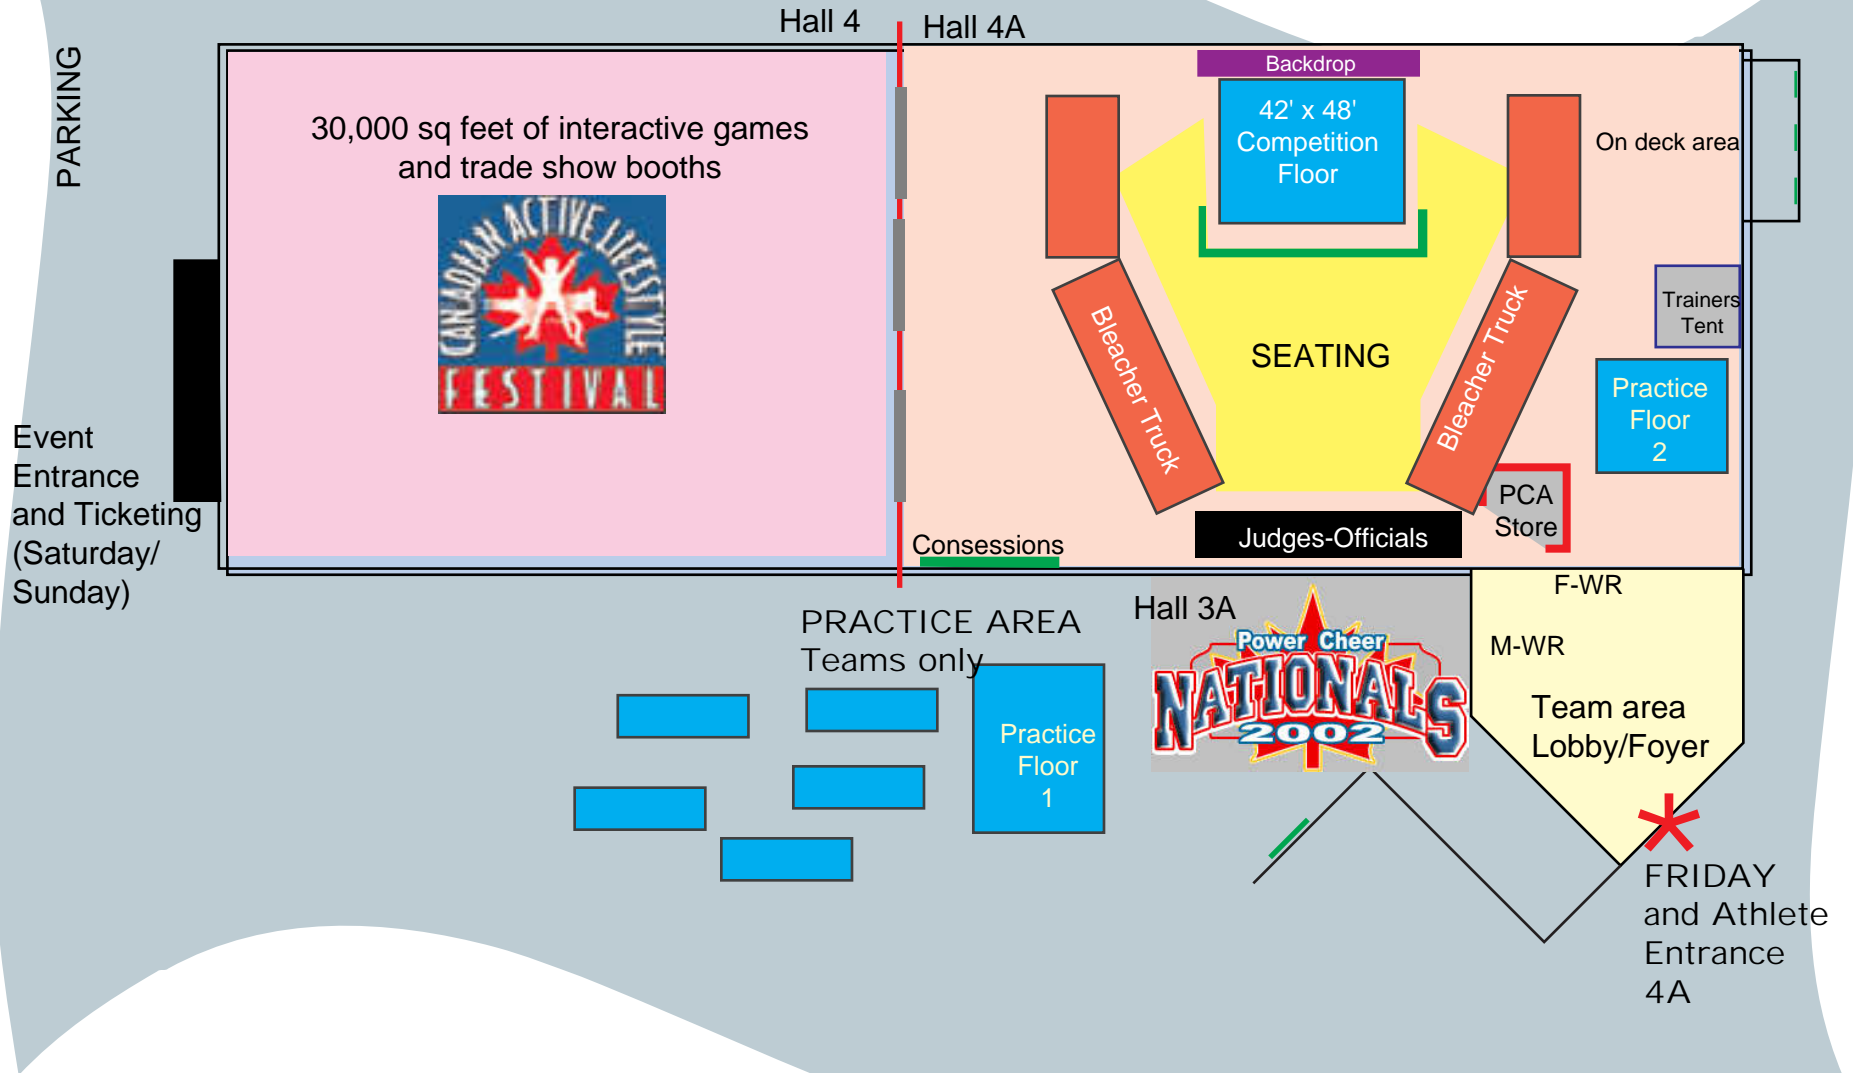 Hall 4
Hall 4A
PARKING
30,000 sq feet of interactive games
and trade show booths
CANADIAN ACTIVE LIFESTYLE
FESTIVAL
Event
Entrance
and Ticketing
(Saturday/
Sunday)
Backdrop
42' x 48'
Competition
Floor
On deck area
Trainers
Tent
SEATING
Bleacher Truck
Bleacher Truck
Practice
Floor
2
PCA
Store
Judges-Officials
Consessions
PRACTICE AREA
Teams only
Practice
Floor
1
Hall 3A
Power Cheer
NATIONALS
2002
F-WR
M-WR
Team area
Lobby/Foyer
FRIDAY
and Athlete
Entrance
4A